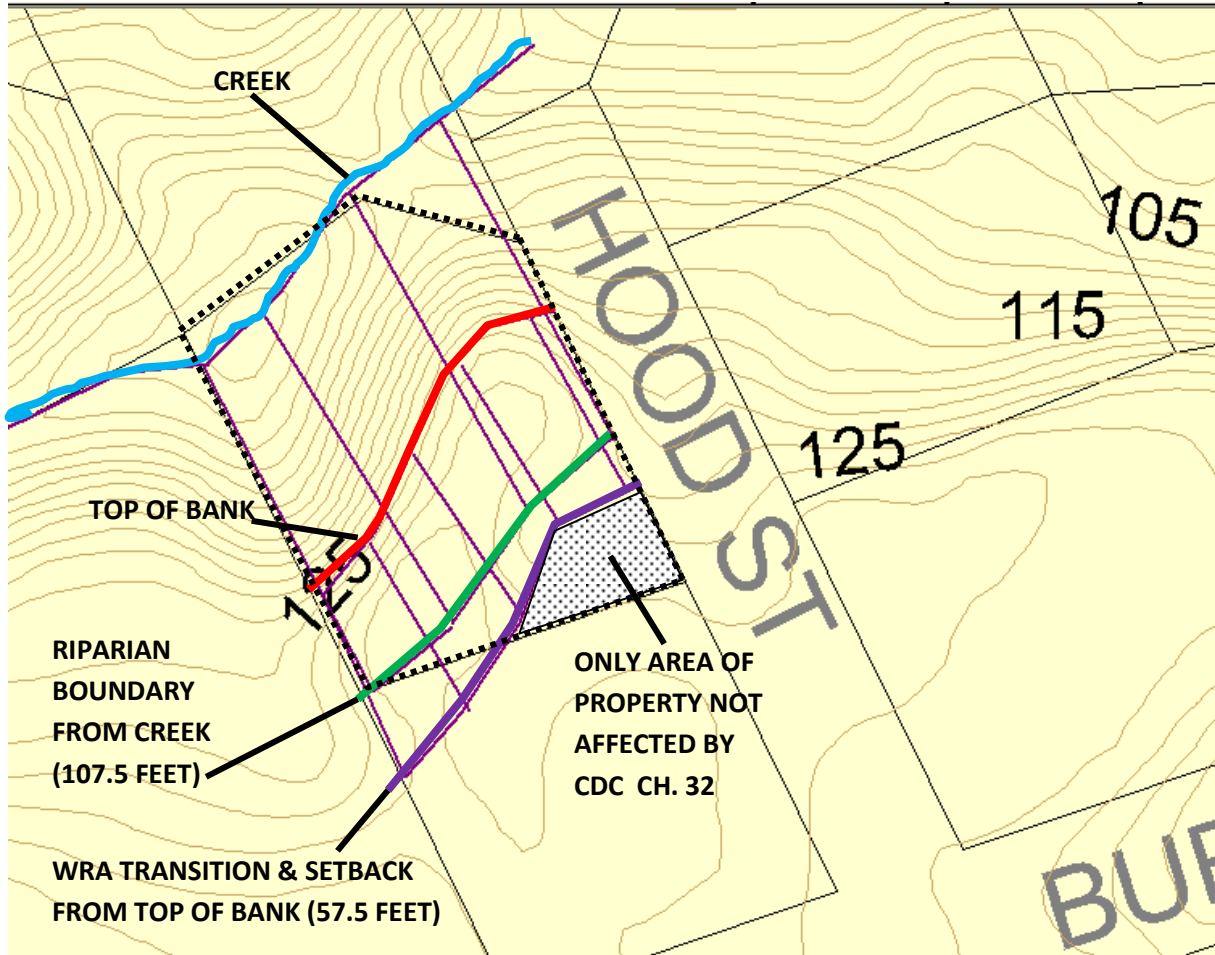 CREEK
105
HOOD ST
115
125
TOP OF BANK
125
RIPARIAN
BOUNDARY
FROM CREEK
(107.5 FEET)
ONLY AREA OF
PROPERTY NOT
AFFECTED BY
CDC CH. 32
WRA TRANSITION & SETBACK
FROM TOP OF BANK (57.5 FEET)